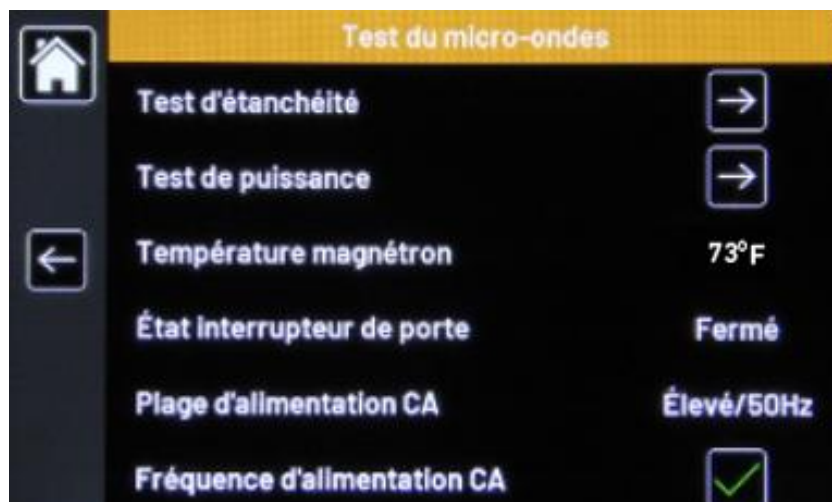 Test du micro-ondes
Test d'étanchéité
Test de puissance
Température magnétron 73°F
État interrupteur de porte Fermé
Plage d'alimentation CA Élevé/50Hz
Fréquence d'alimentation CA